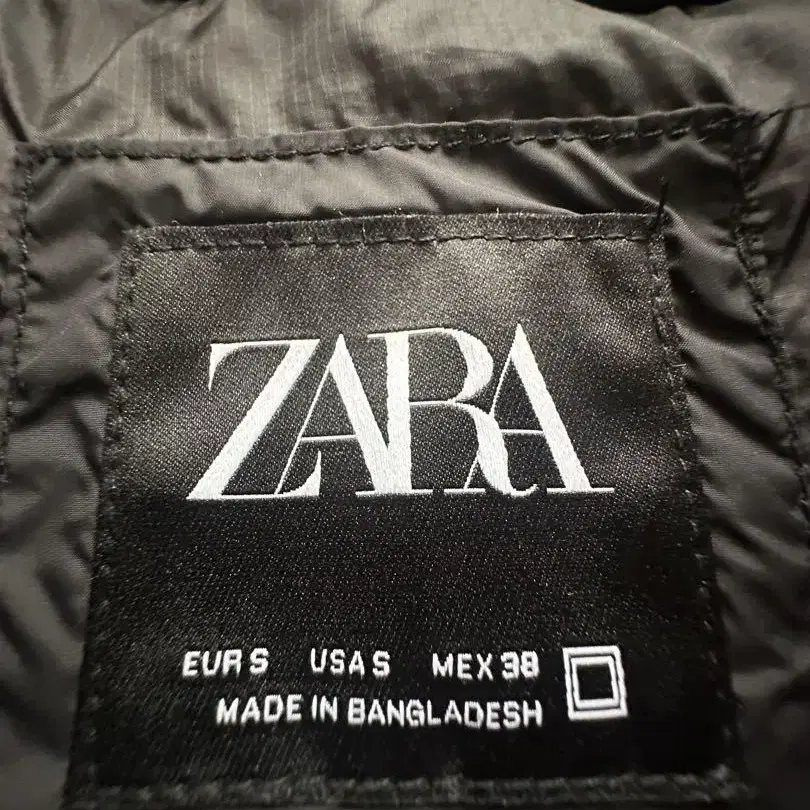 ZARA
EUR S USA S MEX 38
MADE IN BANGLADESH